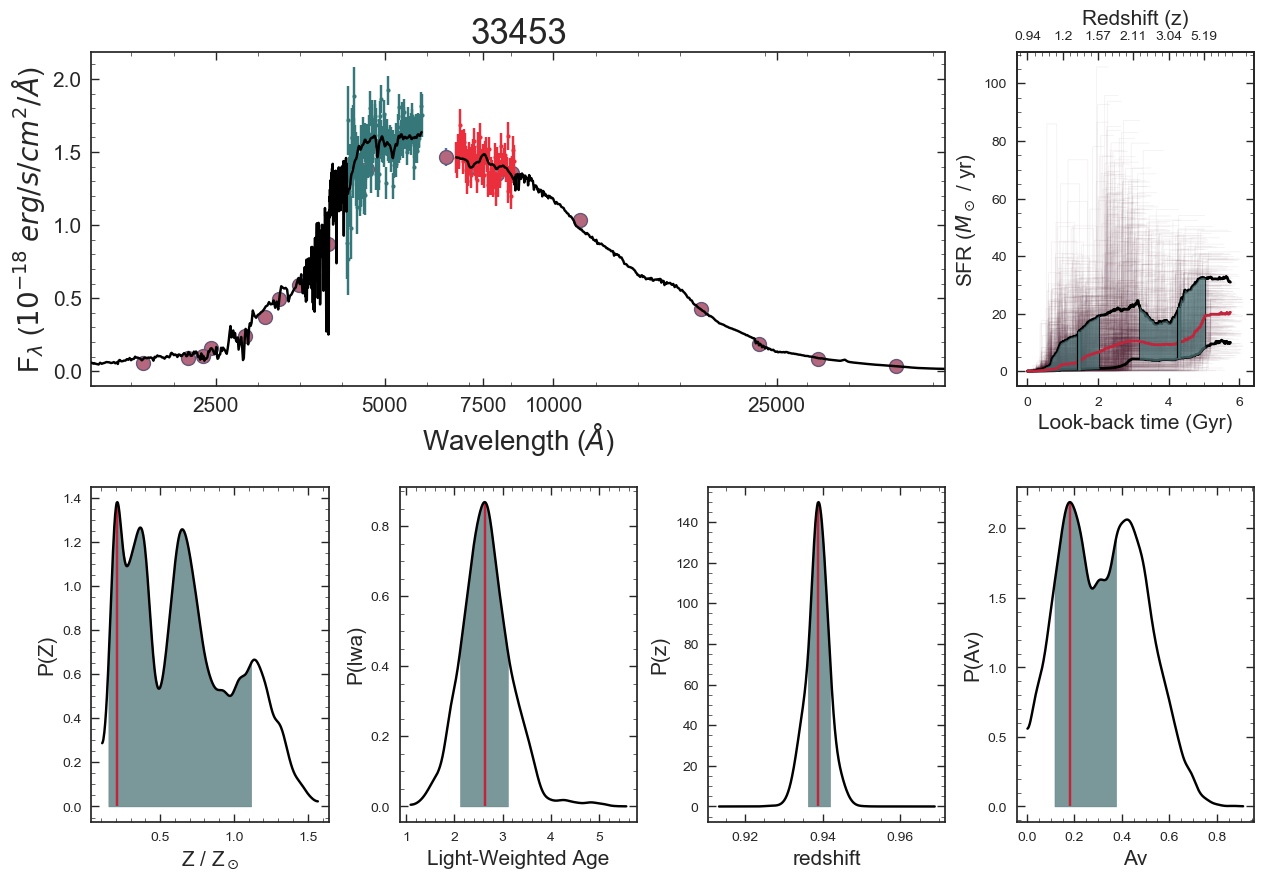 33453
F_λ (10^{-18} erg/s/cm^2/Å)
2.0
1.5
1.0
0.5
0.0
2500 5000 7500 10000 25000
Wavelength (Å)
Redshift (z)
0.94 1.2 1.57 2.11 3.04 5.19
SFR (M_⊙ / yr)
100
80
60
40
20
0
0 2 4 6
Look-back time (Gyr)
P(Z)
1.4
1.2
1.0
0.8
0.6
0.4
0.2
0.0
0.5 1.0 1.5
Z / Z_⊙
P(lwa)
0.8
0.6
0.4
0.2
0.0
1 2 3 4 5
Light-Weighted Age
P(z)
140
120
100
80
60
40
20
0
0.92 0.94 0.96
redshift
P(Av)
2.0
1.5
1.0
0.5
0.0
0.0 0.2 0.4 0.6 0.8
Av